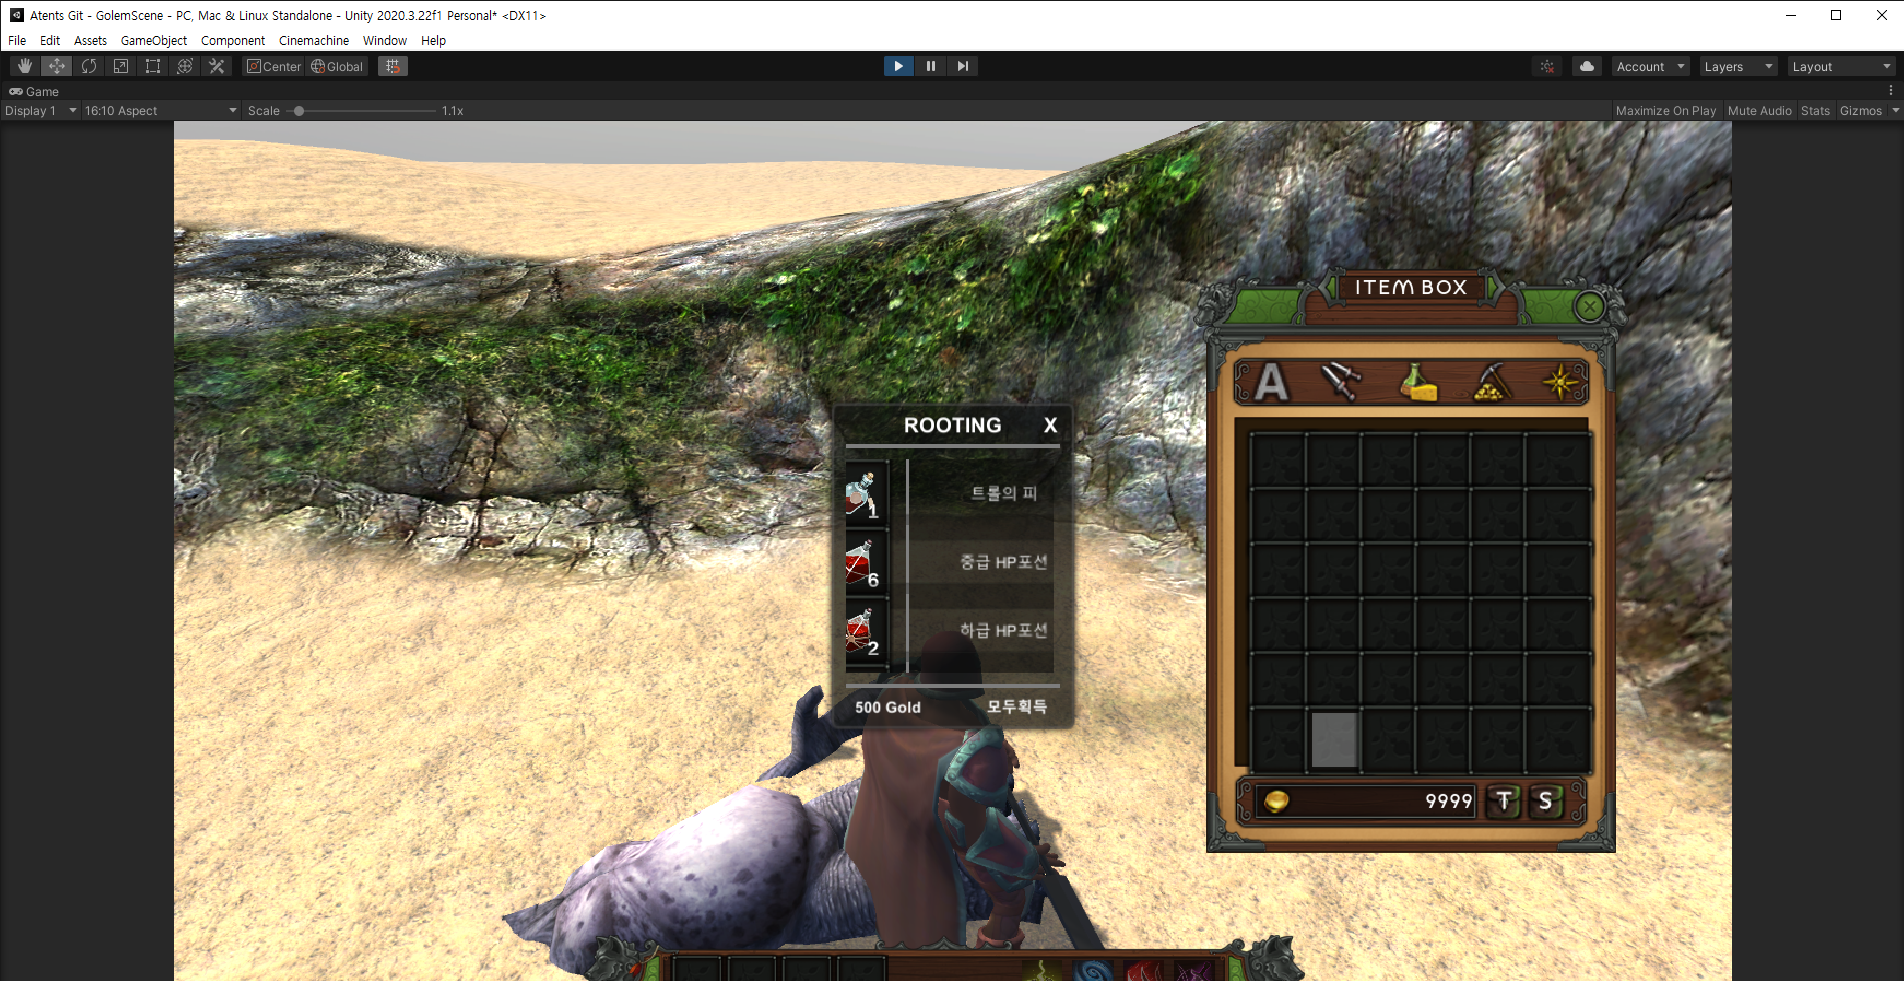 Atents Git - GolemScene - PC, Mac & Linux Standalone - Unity 2020.3.22f1 Personal* <DX11>
File Edit Assets GameObject Component Cinemachine Window Help
Center Global Account Layers Layout
Game
Display 1 16:10 Aspect Scale 1.1x Maximize On Play Mute Audio Stats Gizmos
ITEM BOX
A
ROOTING X
1 트롤의 피
6 중급 HP포션
2 하급 HP포션
500 Gold 모두획득
9999 T S